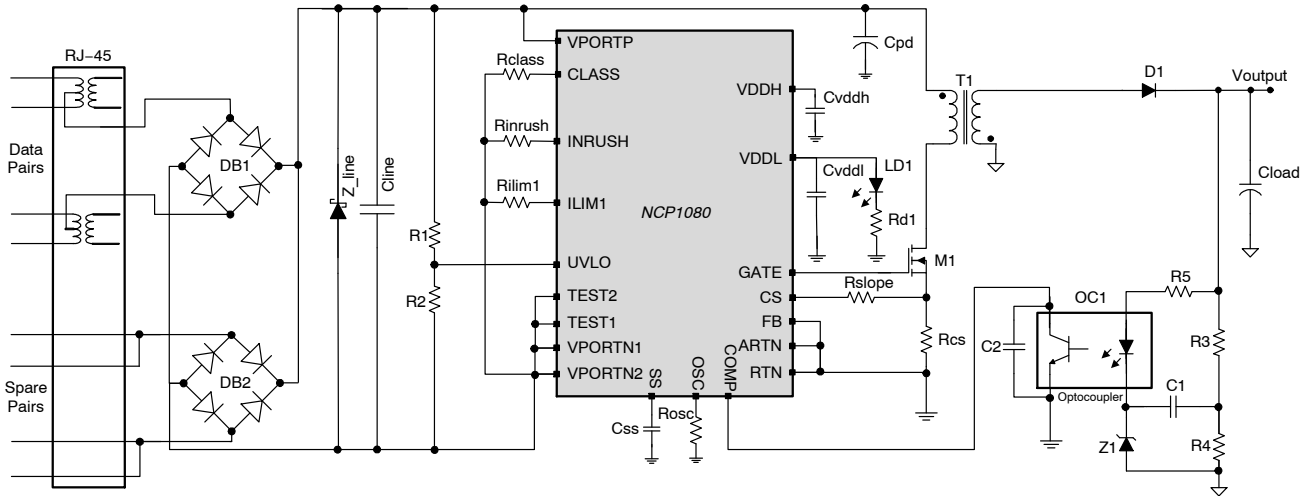 RJ−45
Data
Pairs
Spare
Pairs
DB1
DB2
Z_line
Cline
R1
R2
Rclass
Rinrush
Rilim1
VPORTP
CLASS
INRUSH
ILIM1
UVLO
TEST2
TEST1
VPORTN1
VPORTN2
NCP1080
VDDH
VDDL
GATE
CS
FB
ARTN
RTN
SS
OSC
COMP
Css
Rosc
Cpd
Cvddh
Cvddl
LD1
Rd1
M1
Rslope
Rcs
T1
D1
Voutput
Cload
R5
OC1
C2
R3
Optocoupler
C1
Z1
R4